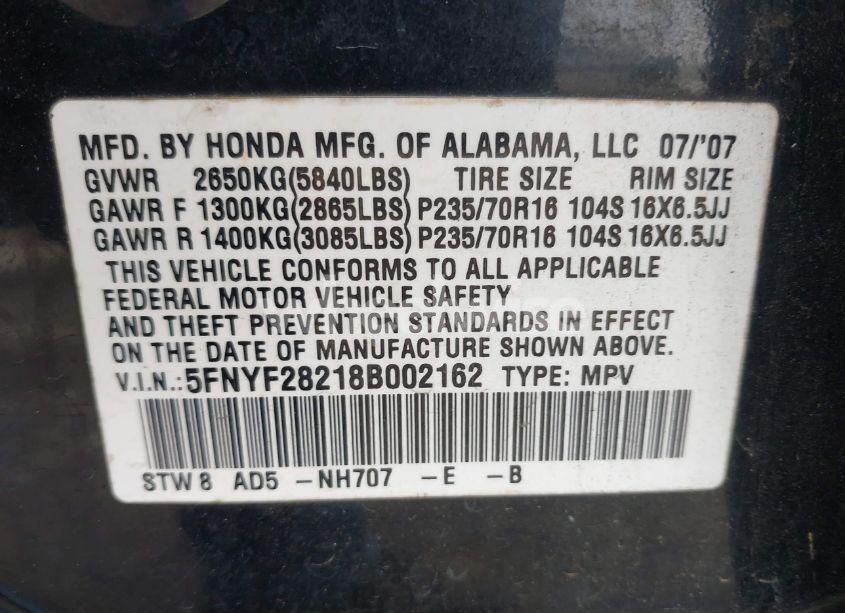 MFD. BY HONDA MFG. OF ALABAMA, LLC 07/'07
GVWR 2650KG(5840LBS) TIRE SIZE RIM SIZE
GAWR F 1300KG(2865LBS) P235/70R16 104S 16X6.5JJ
GAWR R 1400KG(3085LBS) P235/70R16 104S 16X6.5JJ
THIS VEHICLE CONFORMS TO ALL APPLICABLE
FEDERAL MOTOR VEHICLE SAFETY
AND THEFT PREVENTION STANDARDS IN EFFECT
ON THE DATE OF MANUFACTURE SHOWN ABOVE.
V.I.N.:5FNYF28218B002162 TYPE: MPV
STW8 AD5 -NH707 -E -B